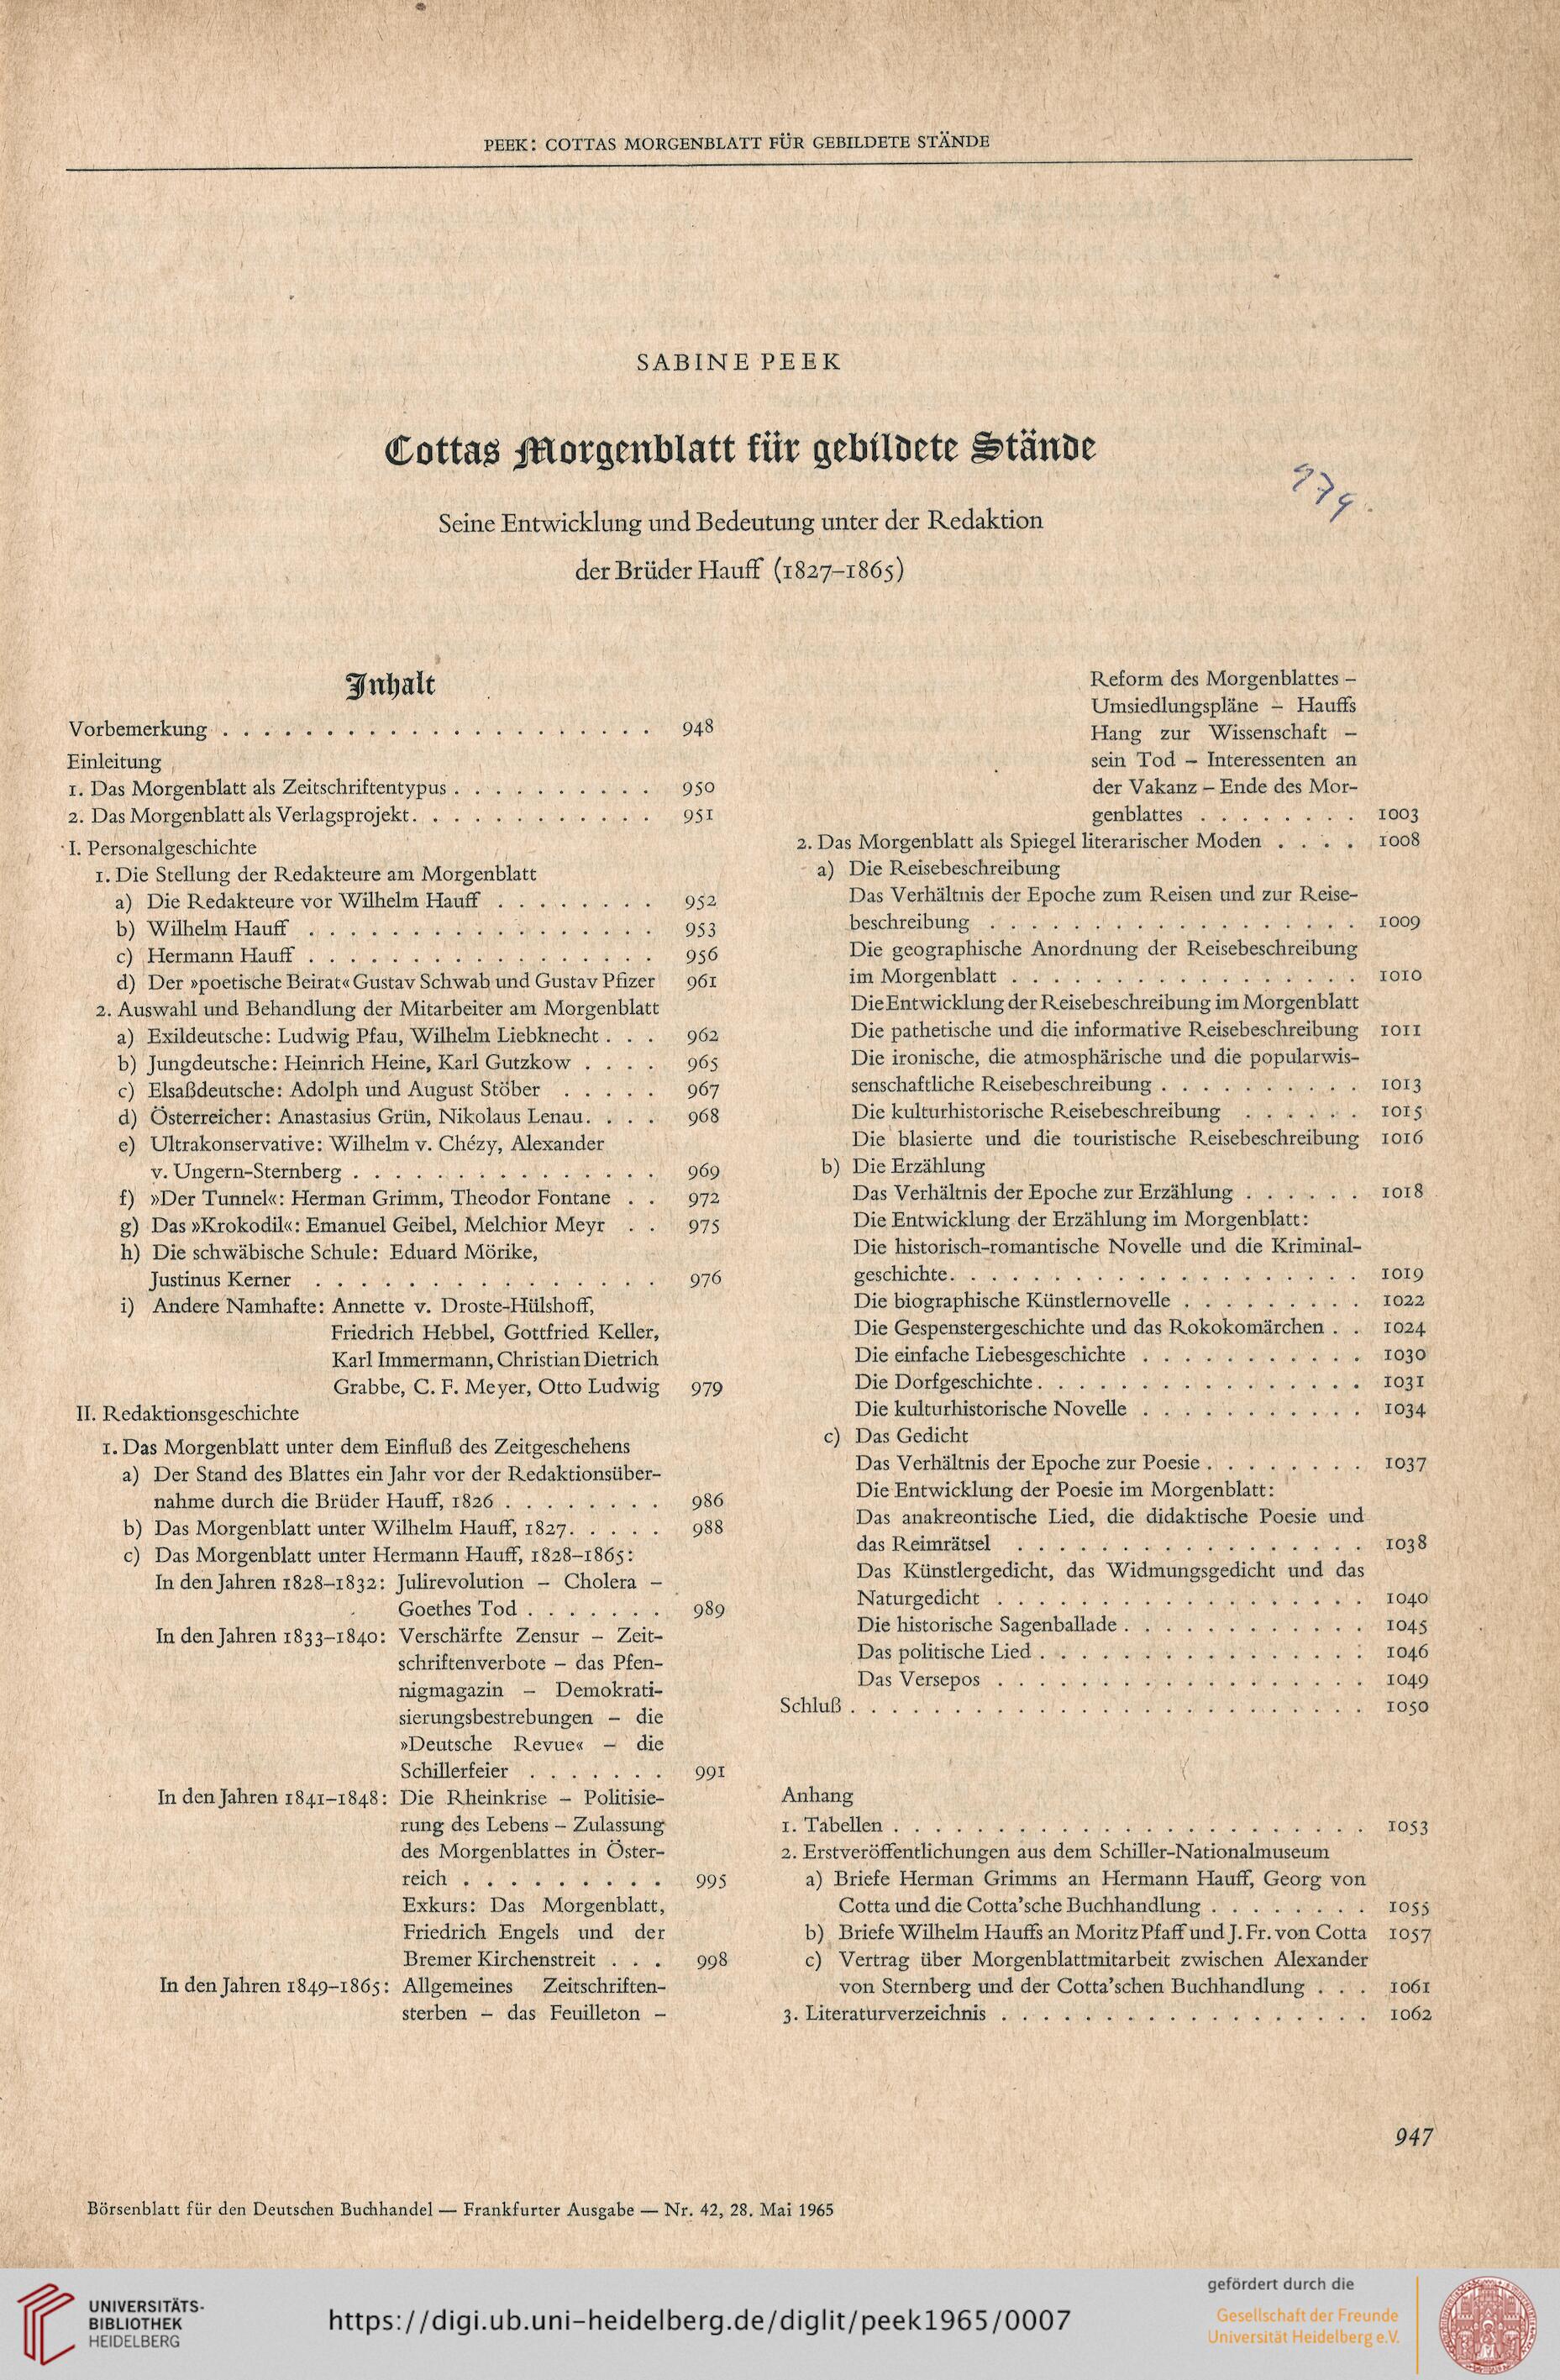 PEEK: COTTAS MORGENBLATT FÜR GEBILDETE STÄNDE
SABINE PEEK
Cottas Morgenblatt für gebildete Stände
Seine Entwicklung und Bedeutung unter der Redaktion
der Brüder Hauff (1827–1865)
Inhalt
Vorbemerkung . . . . . . . . . . . . . . . . . . . . . 948
Einleitung
1. Das Morgenblatt als Zeitschriftentypus . . . . . . . . . . 950
2. Das Morgenblatt als Verlagsprojekt. . . . . . . . . . . . 951
I. Personalgeschichte
1. Die Stellung der Redakteure am Morgenblatt
a) Die Redakteure vor Wilhelm Hauff . . . . . . . . 952
b) Wilhelm Hauff . . . . . . . . . . . . . . . . . 953
c) Hermann Hauff . . . . . . . . . . . . . . . . . 956
d) Der »poetische Beirat« Gustav Schwab und Gustav Pfizer 961
2. Auswahl und Behandlung der Mitarbeiter am Morgenblatt
a) Exildeutsche: Ludwig Pfau, Wilhelm Liebknecht . . . 962
b) Jungdeutsche: Heinrich Heine, Karl Gutzkow . . . . 965
c) Elsaßdeutsche: Adolph und August Stöber . . . . . 967
d) Österreicher: Anastasius Grün, Nikolaus Lenau. . . . 968
e) Ultrakonservative: Wilhelm v. Chézy, Alexander
v. Ungern-Sternberg . . . . . . . . . . . . . . . 969
f) »Der Tunnel«: Herman Grimm, Theodor Fontane . . 972
g) Das »Krokodil«: Emanuel Geibel, Melchior Meyr . . 975
h) Die schwäbische Schule: Eduard Mörike,
Justinus Kerner . . . . . . . . . . . . . . . . 976
i) Andere Namhafte: Annette v. Droste-Hülshoff,
Friedrich Hebbel, Gottfried Keller,
Karl Immermann, Christian Dietrich
Grabbe, C. F. Meyer, Otto Ludwig 979
II. Redaktionsgeschichte
1. Das Morgenblatt unter dem Einfluß des Zeitgeschehens
a) Der Stand des Blattes ein Jahr vor der Redaktionsüber-
nahme durch die Brüder Hauff, 1826 . . . . . . . . 986
b) Das Morgenblatt unter Wilhelm Hauff, 1827. . . . . 988
c) Das Morgenblatt unter Hermann Hauff, 1828–1865:
In den Jahren 1828–1832: Julirevolution – Cholera –
Goethes Tod . . . . . . . 989
In den Jahren 1833–1840: Verschärfte Zensur – Zeit-
schriftenverbote – das Pfen-
nigmagazin – Demokrati-
sierungsbestrebungen – die
»Deutsche Revue« – die
Schillerfeier . . . . . . . 991
In den Jahren 1841–1848: Die Rheinkrise – Politisie-
rung des Lebens – Zulassung
des Morgenblattes in Öster-
reich . . . . . . . . . . 995
Exkurs: Das Morgenblatt,
Friedrich Engels und der
Bremer Kirchenstreit . . . 998
In den Jahren 1849–1865: Allgemeines Zeitschriften-
sterben – das Feuilleton –
Reform des Morgenblattes –
Umsiedlungspläne – Hauffs
Hang zur Wissenschaft –
sein Tod – Interessenten an
der Vakanz – Ende des Mor-
genblattes . . . . . . . . 1003
2. Das Morgenblatt als Spiegel literarischer Moden . . . . 1008
a) Die Reisebeschreibung
Das Verhältnis der Epoche zum Reisen und zur Reise-
beschreibung . . . . . . . . . . . . . . . . . . 1009
Die geographische Anordnung der Reisebeschreibung
im Morgenblatt . . . . . . . . . . . . . . . . . 1010
Die Entwicklung der Reisebeschreibung im Morgenblatt
Die pathetische und die informative Reisebeschreibung 1011
Die ironische, die atmosphärische und die popularwis-
senschaftliche Reisebeschreibung . . . . . . . . . . 1013
Die kulturhistorische Reisebeschreibung . . . . . . 1015
Die blasierte und die touristische Reisebeschreibung 1016
b) Die Erzählung
Das Verhältnis der Epoche zur Erzählung . . . . . . 1018
Die Entwicklung der Erzählung im Morgenblatt:
Die historisch-romantische Novelle und die Kriminal-
geschichte. . . . . . . . . . . . . . . . . . . . 1019
Die biographische Künstlernovelle . . . . . . . . . 1022
Die Gespenstergeschichte und das Rokokomärchen . . 1024
Die einfache Liebesgeschichte . . . . . . . . . . . 1030
Die Dorfgeschichte. . . . . . . . . . . . . . . . 1031
Die kulturhistorische Novelle . . . . . . . . . . . 1034
c) Das Gedicht
Das Verhältnis der Epoche zur Poesie . . . . . . . . 1037
Die Entwicklung der Poesie im Morgenblatt:
Das anakreontische Lied, die didaktische Poesie und
das Reimrätsel . . . . . . . . . . . . . . . . . 1038
Das Künstlergedicht, das Widmungsgedicht und das
Naturgedicht . . . . . . . . . . . . . . . . . . 1040
Die historische Sagenballade . . . . . . . . . . . . 1045
Das politische Lied . . . . . . . . . . . . . . . . 1046
Das Versepos . . . . . . . . . . . . . . . . . . 1049
Schluß . . . . . . . . . . . . . . . . . . . . . . . . . 1050
Anhang
1. Tabellen . . . . . . . . . . . . . . . . . . . . . . . 1053
2. Erstveröffentlichungen aus dem Schiller-Nationalmuseum
a) Briefe Herman Grimms an Hermann Hauff, Georg von
Cotta und die Cotta'sche Buchhandlung . . . . . . . . 1055
b) Briefe Wilhelm Hauffs an Moritz Pfaff und J. Fr. von Cotta 1057
c) Vertrag über Morgenblattmitarbeit zwischen Alexander
von Sternberg und der Cotta'schen Buchhandlung . . . 1061
3. Literaturverzeichnis . . . . . . . . . . . . . . . . . . 1062
947
Börsenblatt für den Deutschen Buchhandel — Frankfurter Ausgabe — Nr. 42, 28. Mai 1965
UNIVERSITÄTS-
BIBLIOTHEK
HEIDELBERG
https://digi.ub.uni-heidelberg.de/diglit/peek1965/0007
gefördert durch die
Gesellschaft der Freunde
Universität Heidelberg e.V.